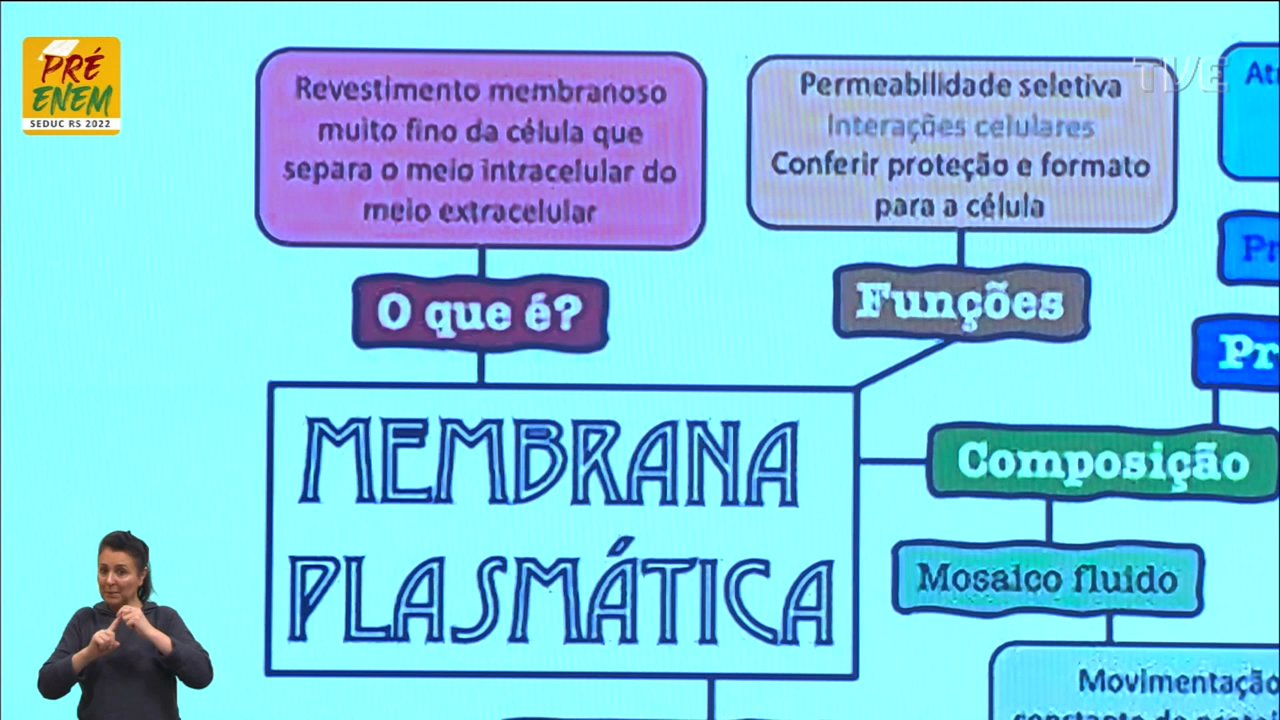 PRÉ
ENEM
SEDUC RS 2022
TVE
Revestimento membranoso
muito fino da célula que
separa o meio intracelular do
meio extracelular
Permeabilidade seletiva
Interações celulares
Conferir proteção e formato
para a célula
O que é?
Funções
MEMBRANA
PLASMÁTICA
Composição
Mosaico fluido
Movimentação